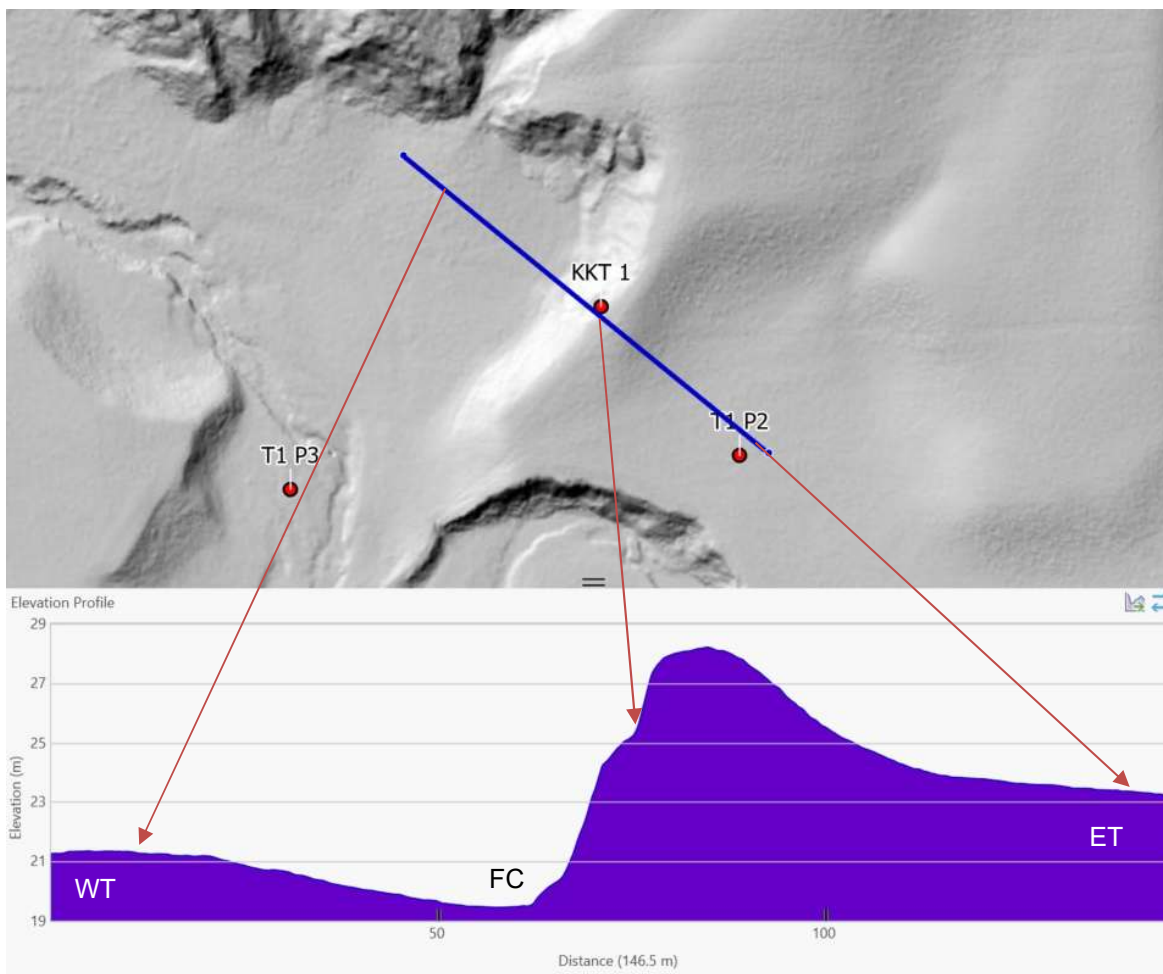 KKT 1
T1 P2
T1 P3
Elevation Profile
29
27
25
23
21
19
Elevation (m)
WT
FC
ET
50
100
Distance (146.5 m)